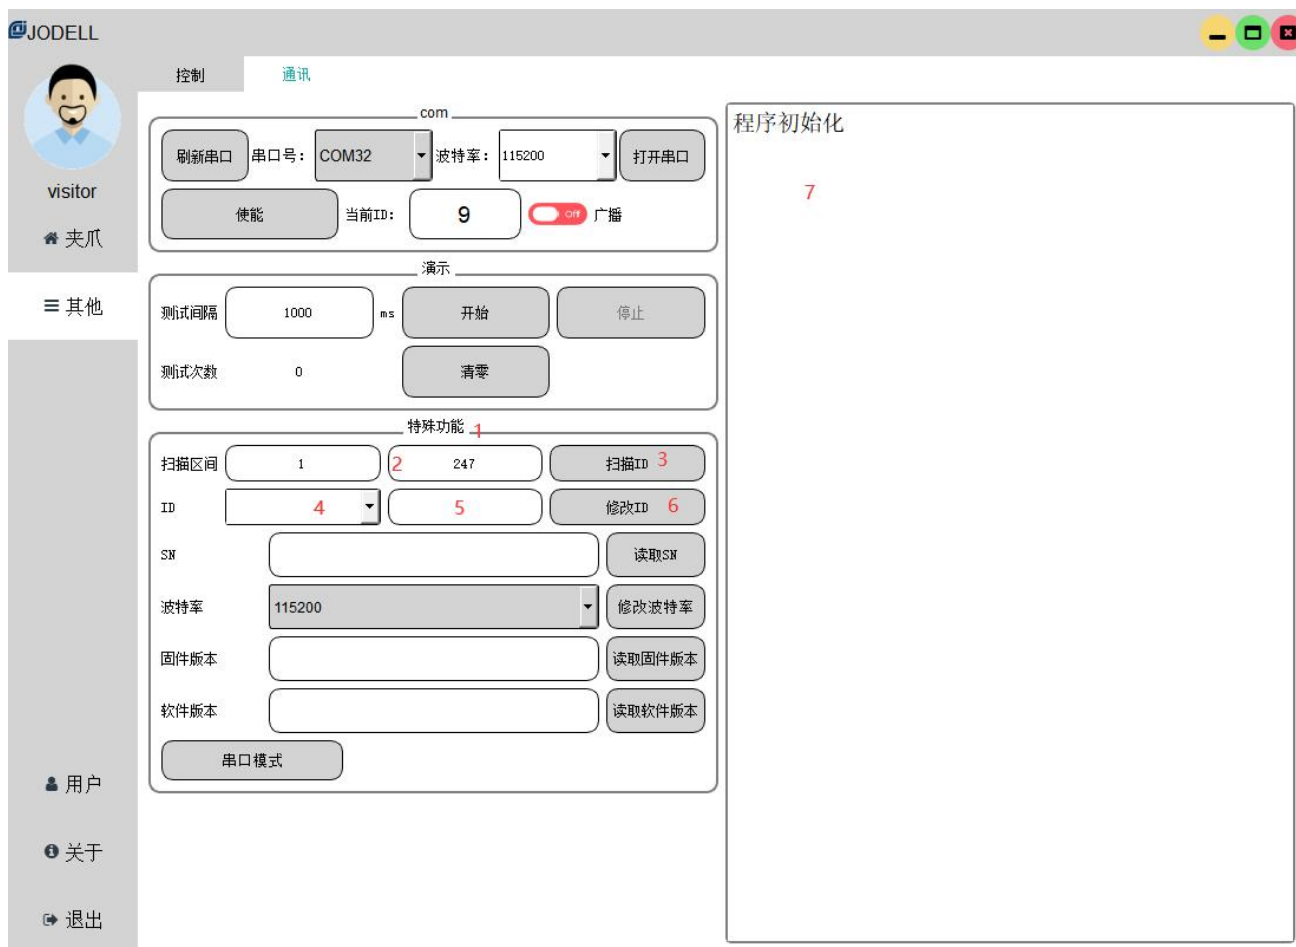 JODELL
控制 通讯
visitor
夹爪
其他
用户
关于
退出
com
刷新串口 串口号: COM32 波特率: 115200 打开串口
使能 当前ID: 9 Off 广播
演示
测试间隔 1000 ms 开始 停止
测试次数 0 清零
特殊功能 1
扫描区间 1 2 247 扫描ID 3
ID 4 5 修改ID 6
SN 读取SN
波特率 115200 修改波特率
固件版本 读取固件版本
软件版本 读取软件版本
串口模式
程序初始化
7